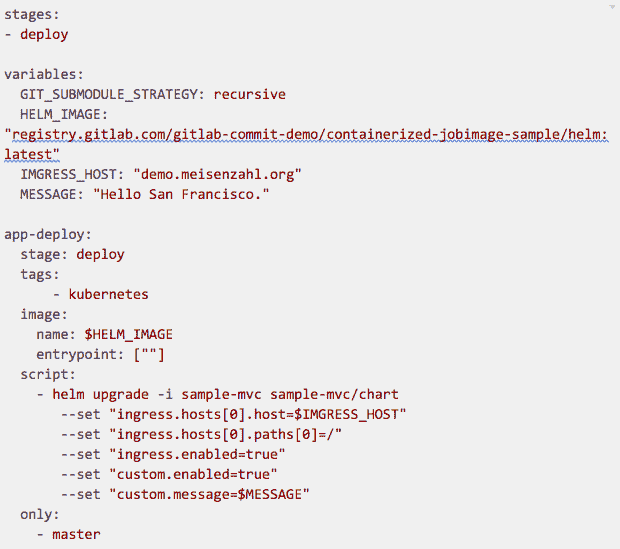 stages:
- deploy

variables:
  GIT_SUBMODULE_STRATEGY: recursive
  HELM_IMAGE:
"registry.gitlab.com/gitlab-commit-demo/containerized-jobimage-sample/helm:
latest"
  IMGRESS_HOST: "demo.meisenzahl.org"
  MESSAGE: "Hello San Francisco."

app-deploy:
  stage: deploy
  tags:
      - kubernetes
  image:
    name: $HELM_IMAGE
    entrypoint: [""]
  script:
    - helm upgrade -i sample-mvc sample-mvc/chart
       --set "ingress.hosts[0].host=$IMGRESS_HOST"
       --set "ingress.hosts[0].paths[0]=/"
       --set "ingress.enabled=true"
       --set "custom.enabled=true"
       --set "custom.message=$MESSAGE"
  only:
    - master